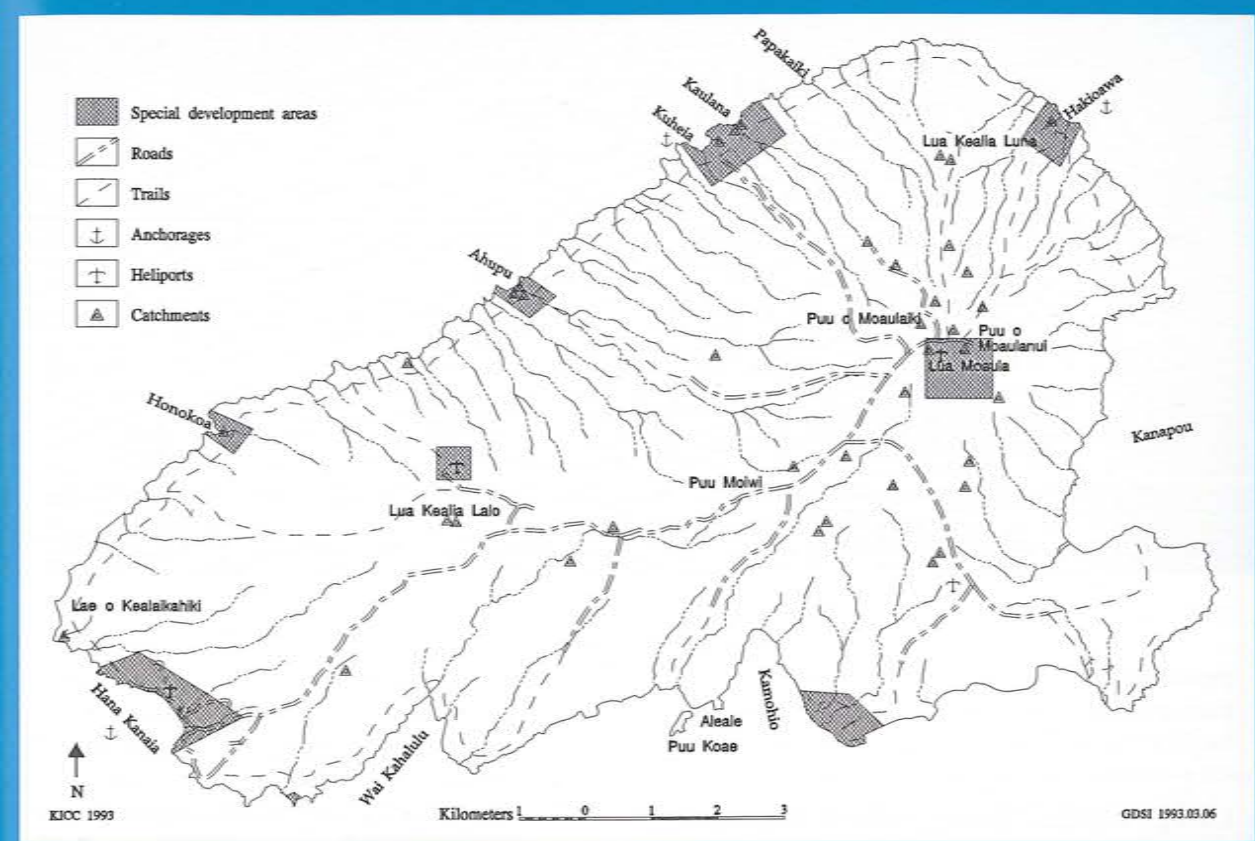 Special development areas
Roads
Trails
Anchorages
Heliports
Catchments
Papakaiki
Kaulana
Kuheia
Hakioawa
Lua Kealia Luna
Ahupu
Puu o Moaulaiki
Puu o
Moaulanui
Lua Moaula
Kanapou
Honokoa
Puu Moiwi
Lua Kealia Lalo
Lae o Kealaikahiki
Hana Kanaia
Wai Kahalulu
Kamohio
Aleale
Puu Koae
N
KICC 1993
Kilometers 1 0 1 2 3
GDSI 1993.03.06